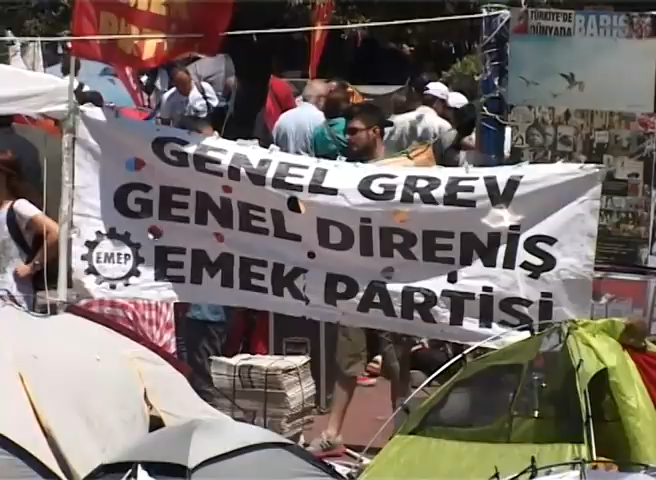 TÜRKİYE'DE
DÜNYADA
BARIŞ
GENEL GREV
GENEL DİRENİŞ
EMEP
EMEK PARTİSİ